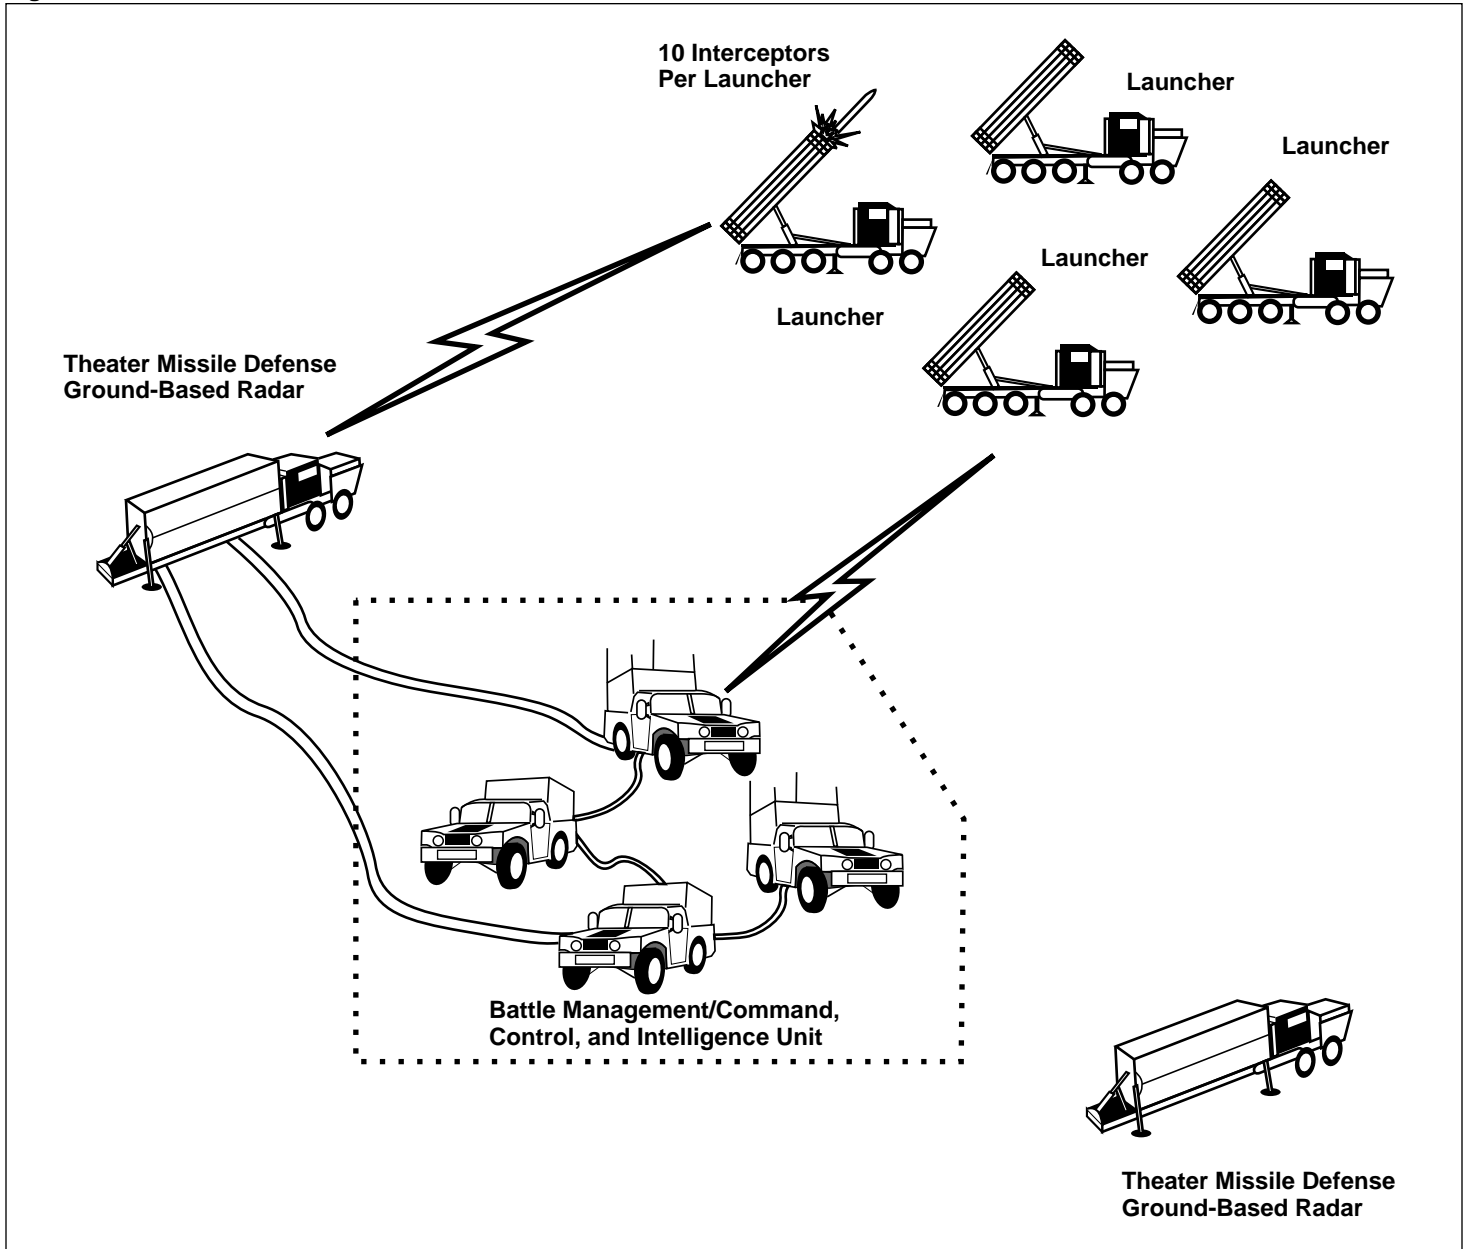 10 Interceptors
Per Launcher
Launcher
Launcher
Launcher
Launcher
Theater Missile Defense
Ground-Based Radar
Battle Management/Command,
Control, and Intelligence Unit
Theater Missile Defense
Ground-Based Radar